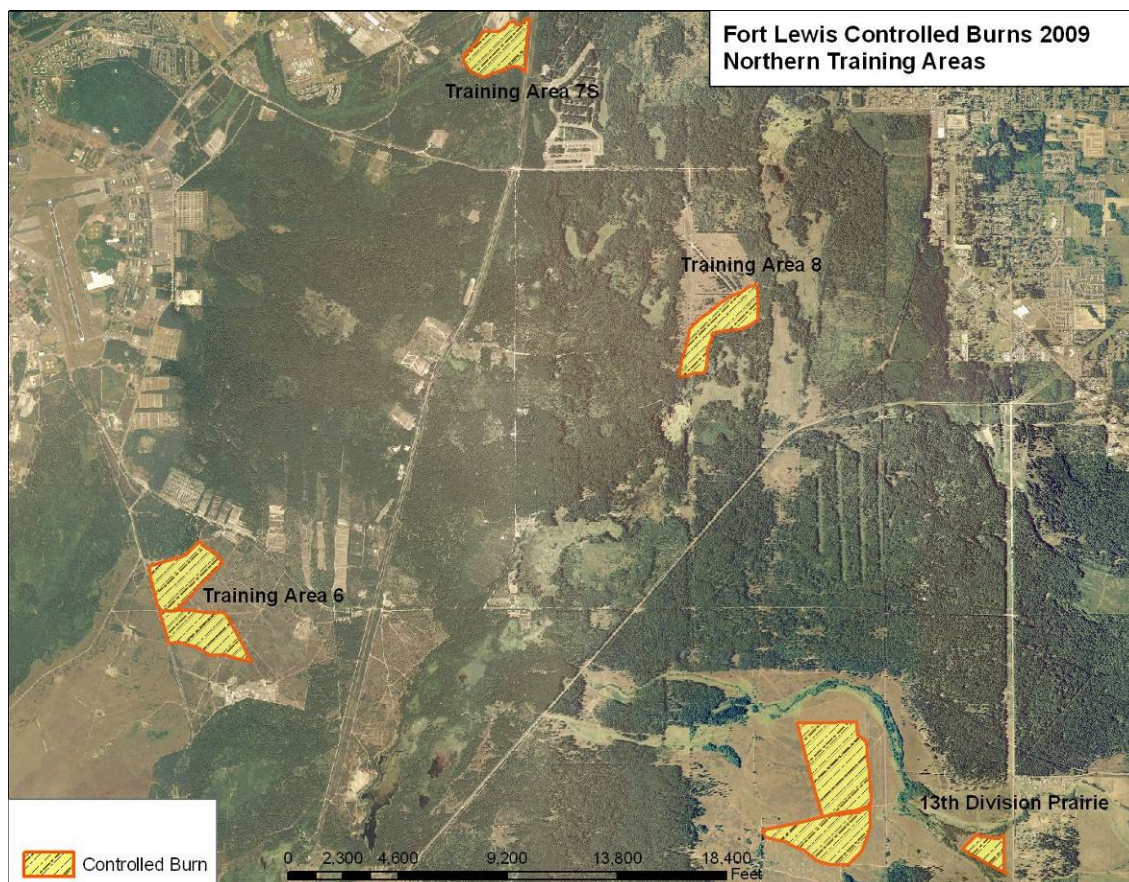 Fort Lewis Controlled Burns 2009
Northern Training Areas
Training Area 7S
Training Area 8
Training Area 6
13th Division Prairie
Controlled Burn
0 2,300 4,600 9,200 13,800 18,400
Feet